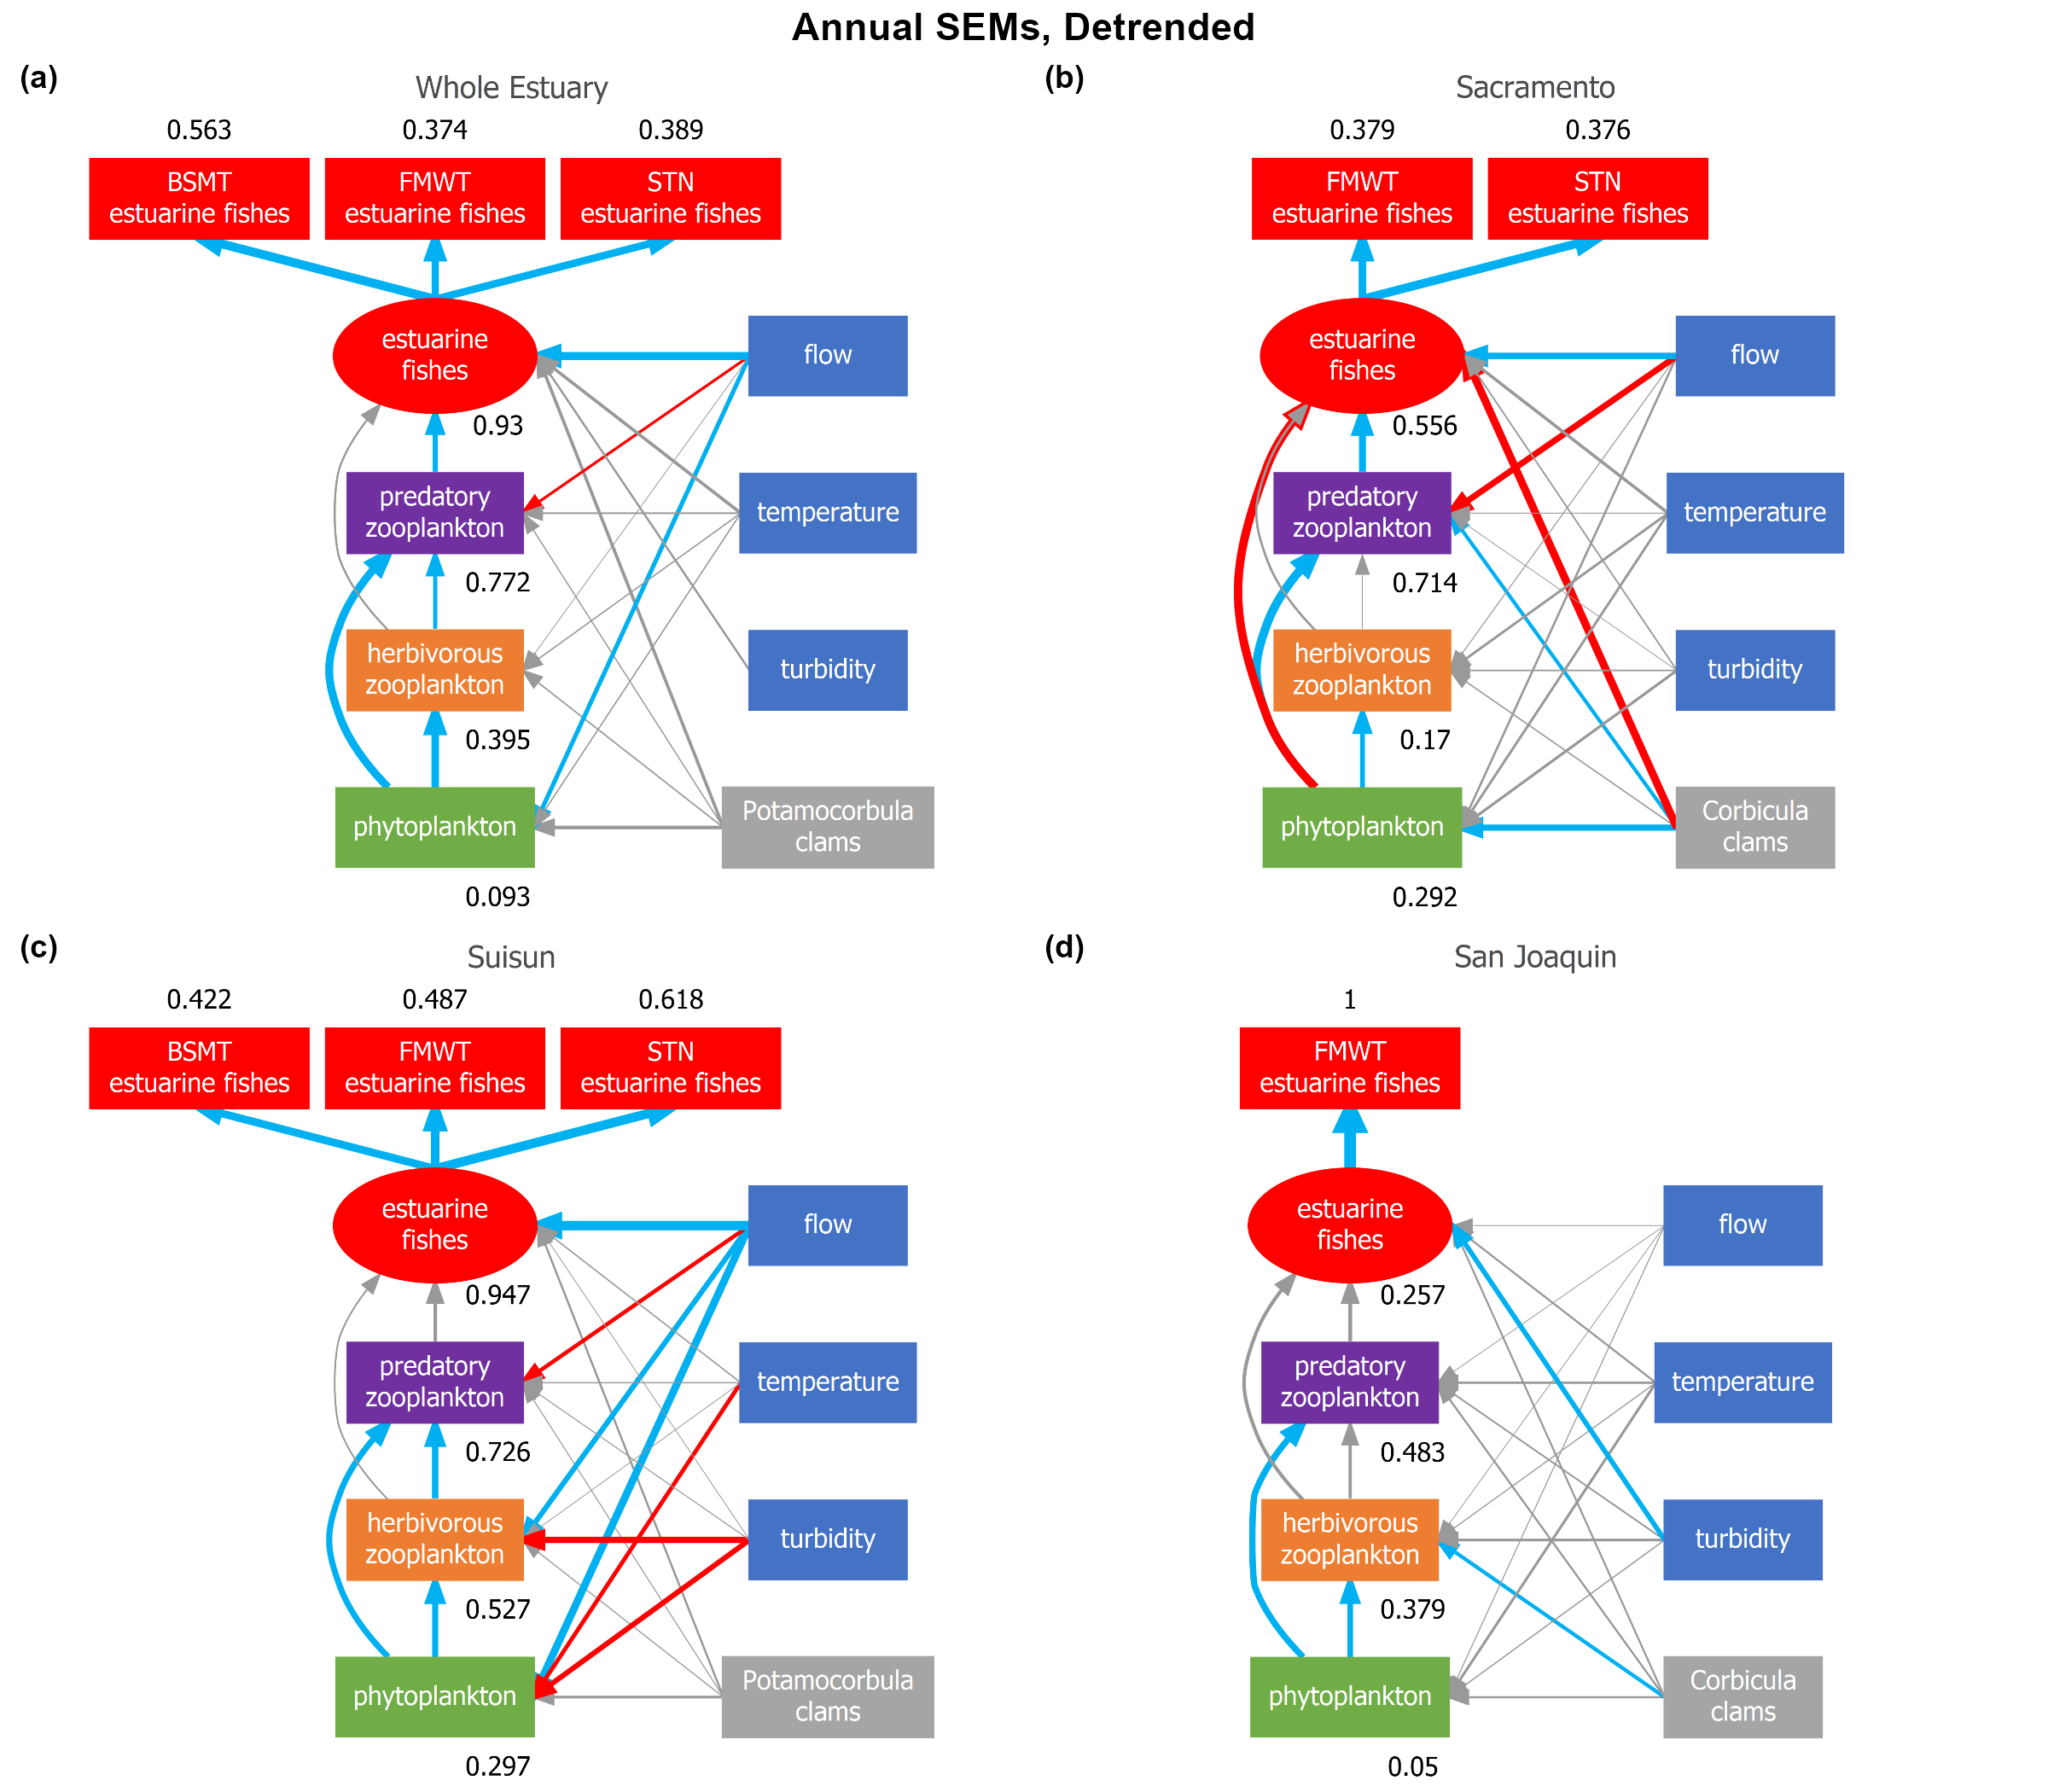 Annual SEMs, Detrended
(a)
Whole Estuary
0.563
0.374
0.389
BSMT
estuarine fishes
FMWT
estuarine fishes
STN
estuarine fishes
estuarine
fishes
flow
0.93
predatory
zooplankton
temperature
0.772
herbivorous
zooplankton
turbidity
0.395
phytoplankton
Potamocorbula
clams
0.093
(b)
Sacramento
0.379
0.376
FMWT
estuarine fishes
STN
estuarine fishes
estuarine
fishes
flow
0.556
predatory
zooplankton
temperature
0.714
herbivorous
zooplankton
turbidity
0.17
phytoplankton
Corbicula
clams
0.292
(c)
Suisun
0.422
0.487
0.618
BSMT
estuarine fishes
FMWT
estuarine fishes
STN
estuarine fishes
estuarine
fishes
flow
0.947
predatory
zooplankton
temperature
0.726
herbivorous
zooplankton
turbidity
0.527
phytoplankton
Potamocorbula
clams
0.297
(d)
San Joaquin
1
FMWT
estuarine fishes
estuarine
fishes
flow
0.257
predatory
zooplankton
temperature
0.483
herbivorous
zooplankton
turbidity
0.379
phytoplankton
Corbicula
clams
0.05